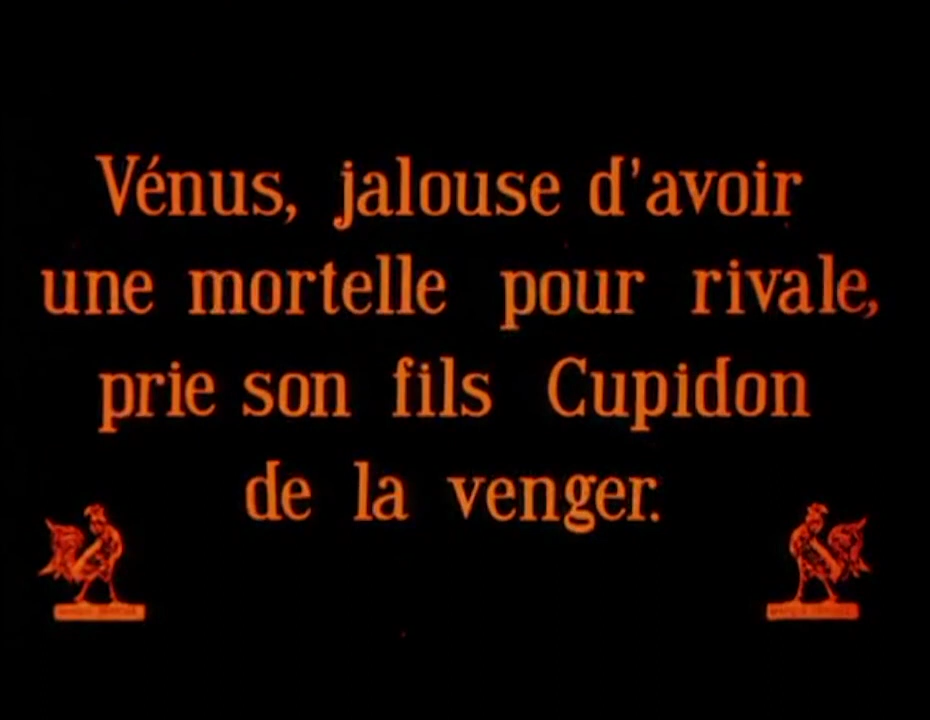 Vénus, jalouse d'avoir
une mortelle pour rivale,
prie son fils Cupidon
de la venger.